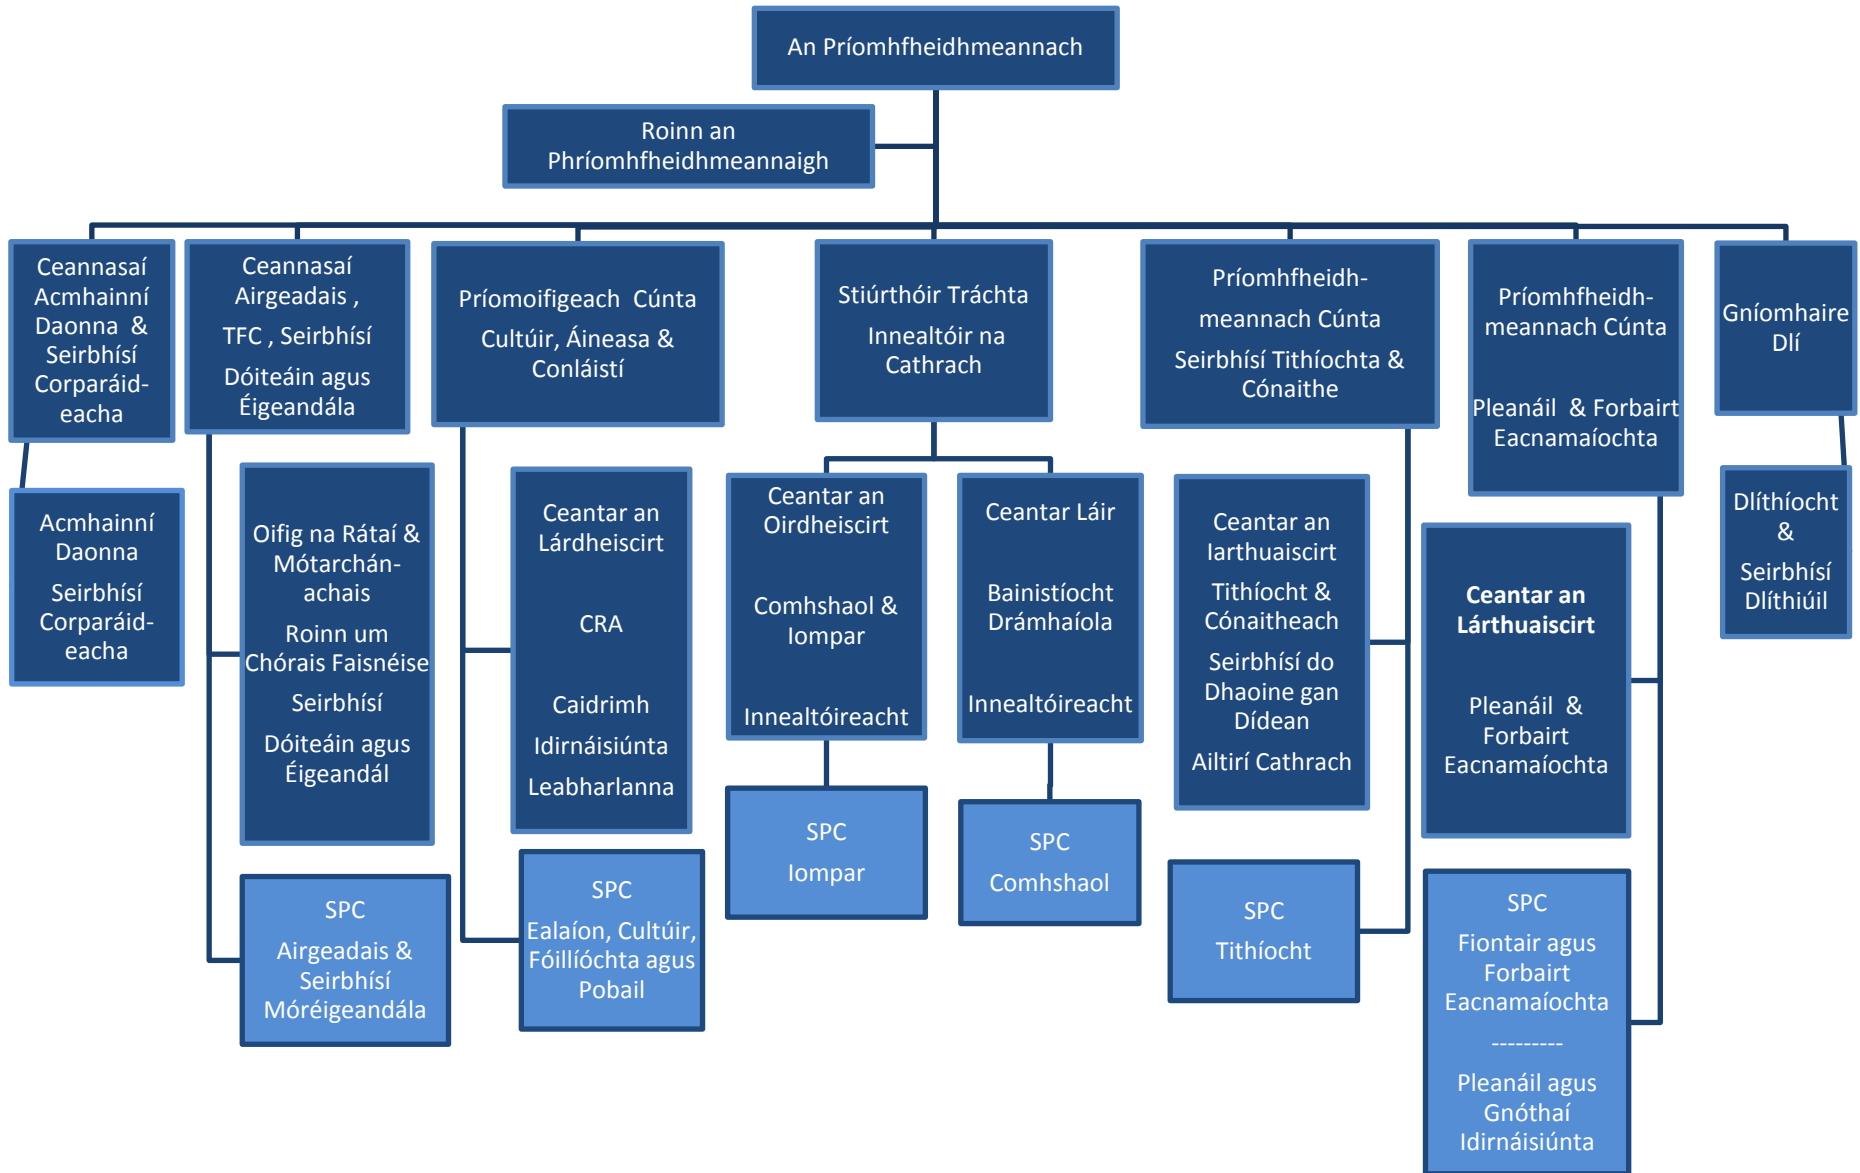 An Príomhfheidhmeannach
Roinn an
Phríomhfheidhmeannaigh
Ceannasaí
Acmhainní
Daonna &
Seirbhísí
Corparáid-
eacha
Ceannasaí
Airgeadais ,
TFC , Seirbhísí
Dóiteáin agus
Éigeandála
Príomoifigeach Cúnta
Cultúir, Áineasa &
Conláistí
Stiúrthóir Tráchta
Innealtóir na
Cathrach
Príomhfheidh-
meannach Cúnta
Seirbhísí Tithíochta &
Cónaithe
Príomhfheidh-
meannach Cúnta
Pleanáil & Forbairt
Eacnamaíochta
Gníomhaire
Dlí
Acmhainní
Daonna
Seirbhísí
Corparáid-
eacha
Oifig na Rátaí &
Mótarchán-
achais
Roinn um
Chórais Faisnéise
Seirbhísí
Dóiteáin agus
Éigeandál
Ceantar an
Lárdheiscirt
CRA
Caidrimh
Idirnáisiúnta
Leabharlanna
Ceantar an
Oirdheiscirt
Comhshaol &
Iompar
Innealtóireacht
Ceantar Láir
Bainistíocht
Drámhaíola
Innealtóireacht
Ceantar an
Iarthuaiscirt
Tithíocht &
Cónaitheach
Seirbhísí do
Dhaoine gan
Dídean
Ailtirí Cathrach
Ceantar an
Lárthuaiscirt
Pleanáil &
Forbairt
Eacnamaíochta
Dlíthíocht
&
Seirbhísí
Dlíthiúil
SPC
Airgeadais &
Seirbhísí
Móréigeandála
SPC
Ealaíon, Cultúir,
Fóillíóchta agus
Pobail
SPC
Iompar
SPC
Comhshaol
SPC
Tithíocht
SPC
Fiontair agus
Forbairt
Eacnamaíochta
---------
Pleanáil agus
Gnóthaí
Idirnáisiúnta